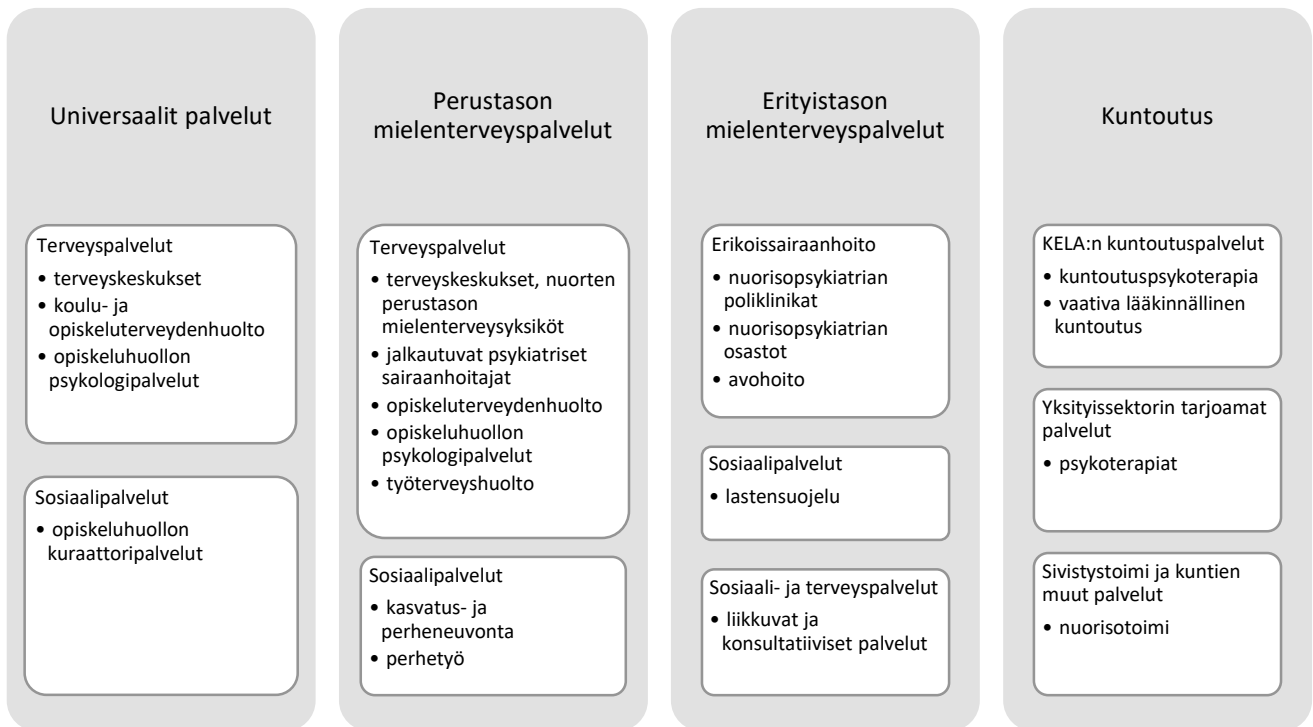 Universaalit palvelut
Terveyspalvelut
• terveyskeskukset
• koulu- ja
opiskeluterveydenhuolto
• opiskeluhuollon
psykologipalvelut
Sosiaalipalvelut
• opiskeluhuollon
kuraattoripalvelut
Perustason
mielenterveyspalvelut
Terveyspalvelut
• terveyskeskukset, nuorten
perustason
mielenterveysyksiköt
• jalkautuvat psykiatriset
sairaanhoitajat
• opiskeluterveydenhuolto
• opiskeluhuollon
psykologipalvelut
• työterveyshuolto
Sosiaalipalvelut
• kasvatus- ja
perheneuvonta
• perhetyö
Erityistason
mielenterveyspalvelut
Erikoissairaanhoito
• nuorisopsykiatrian
poliklinikat
• nuorisopsykiatrian
osastot
• avohoito
Sosiaalipalvelut
• lastensuojelu
Sosiaali- ja terveyspalvelut
• liikkuvat ja
konsultatiiviset palvelut
Kuntoutus
KELA:n kuntoutuspalvelut
• kuntoutuspsykoterapia
• vaativa lääkinnällinen
kuntoutus
Yksityissektorin tarjoamat
palvelut
• psykoterapiat
Sivistystoimi ja kuntien
muut palvelut
• nuorisotoimi